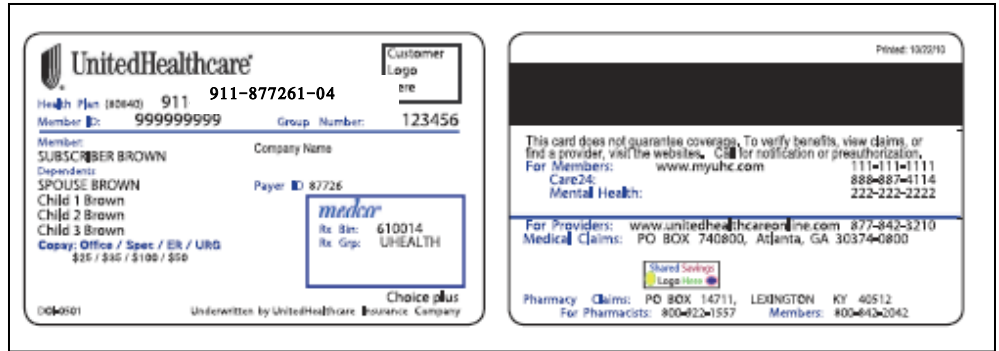 UnitedHealthcare®
Customer
Logo
ere
Health Plan (80840) 911 911-877261-04
Member ID: 999999999 Group Number: 123456
Member:
SUBSCRIBER BROWN
Company Name
Dependents
SPOUSE BROWN
Payer ID 87726
Child 1 Brown
Child 2 Brown
Child 3 Brown
medco
Rx Bin: 610014
Rx Grp: UHEALTH
Copay: Office / Spec / ER / URG
$25 / $35 / $100 / $50
Choice plus
DOI-0501 Underwritten by UnitedHealthcare Insurance Company
Printed: 10/22/10
This card does not guarantee coverage. To verify benefits, view claims, or
find a provider, visit the websites. Call for notification or preauthorization.
For Members: www.myuhc.com 111-111-1111
Care24: 888-887-4114
Mental Health: 222-222-2222
For Providers: www.unitedhealthcareonline.com 877-842-3210
Medical Claims: PO BOX 740800, Atlanta, GA 30374-0800
Shared Savings
Logo Here
Pharmacy Claims: PO BOX 14711, LEXINGTON KY 40512
For Pharmacists: 800-922-1557 Members: 800-842-2042